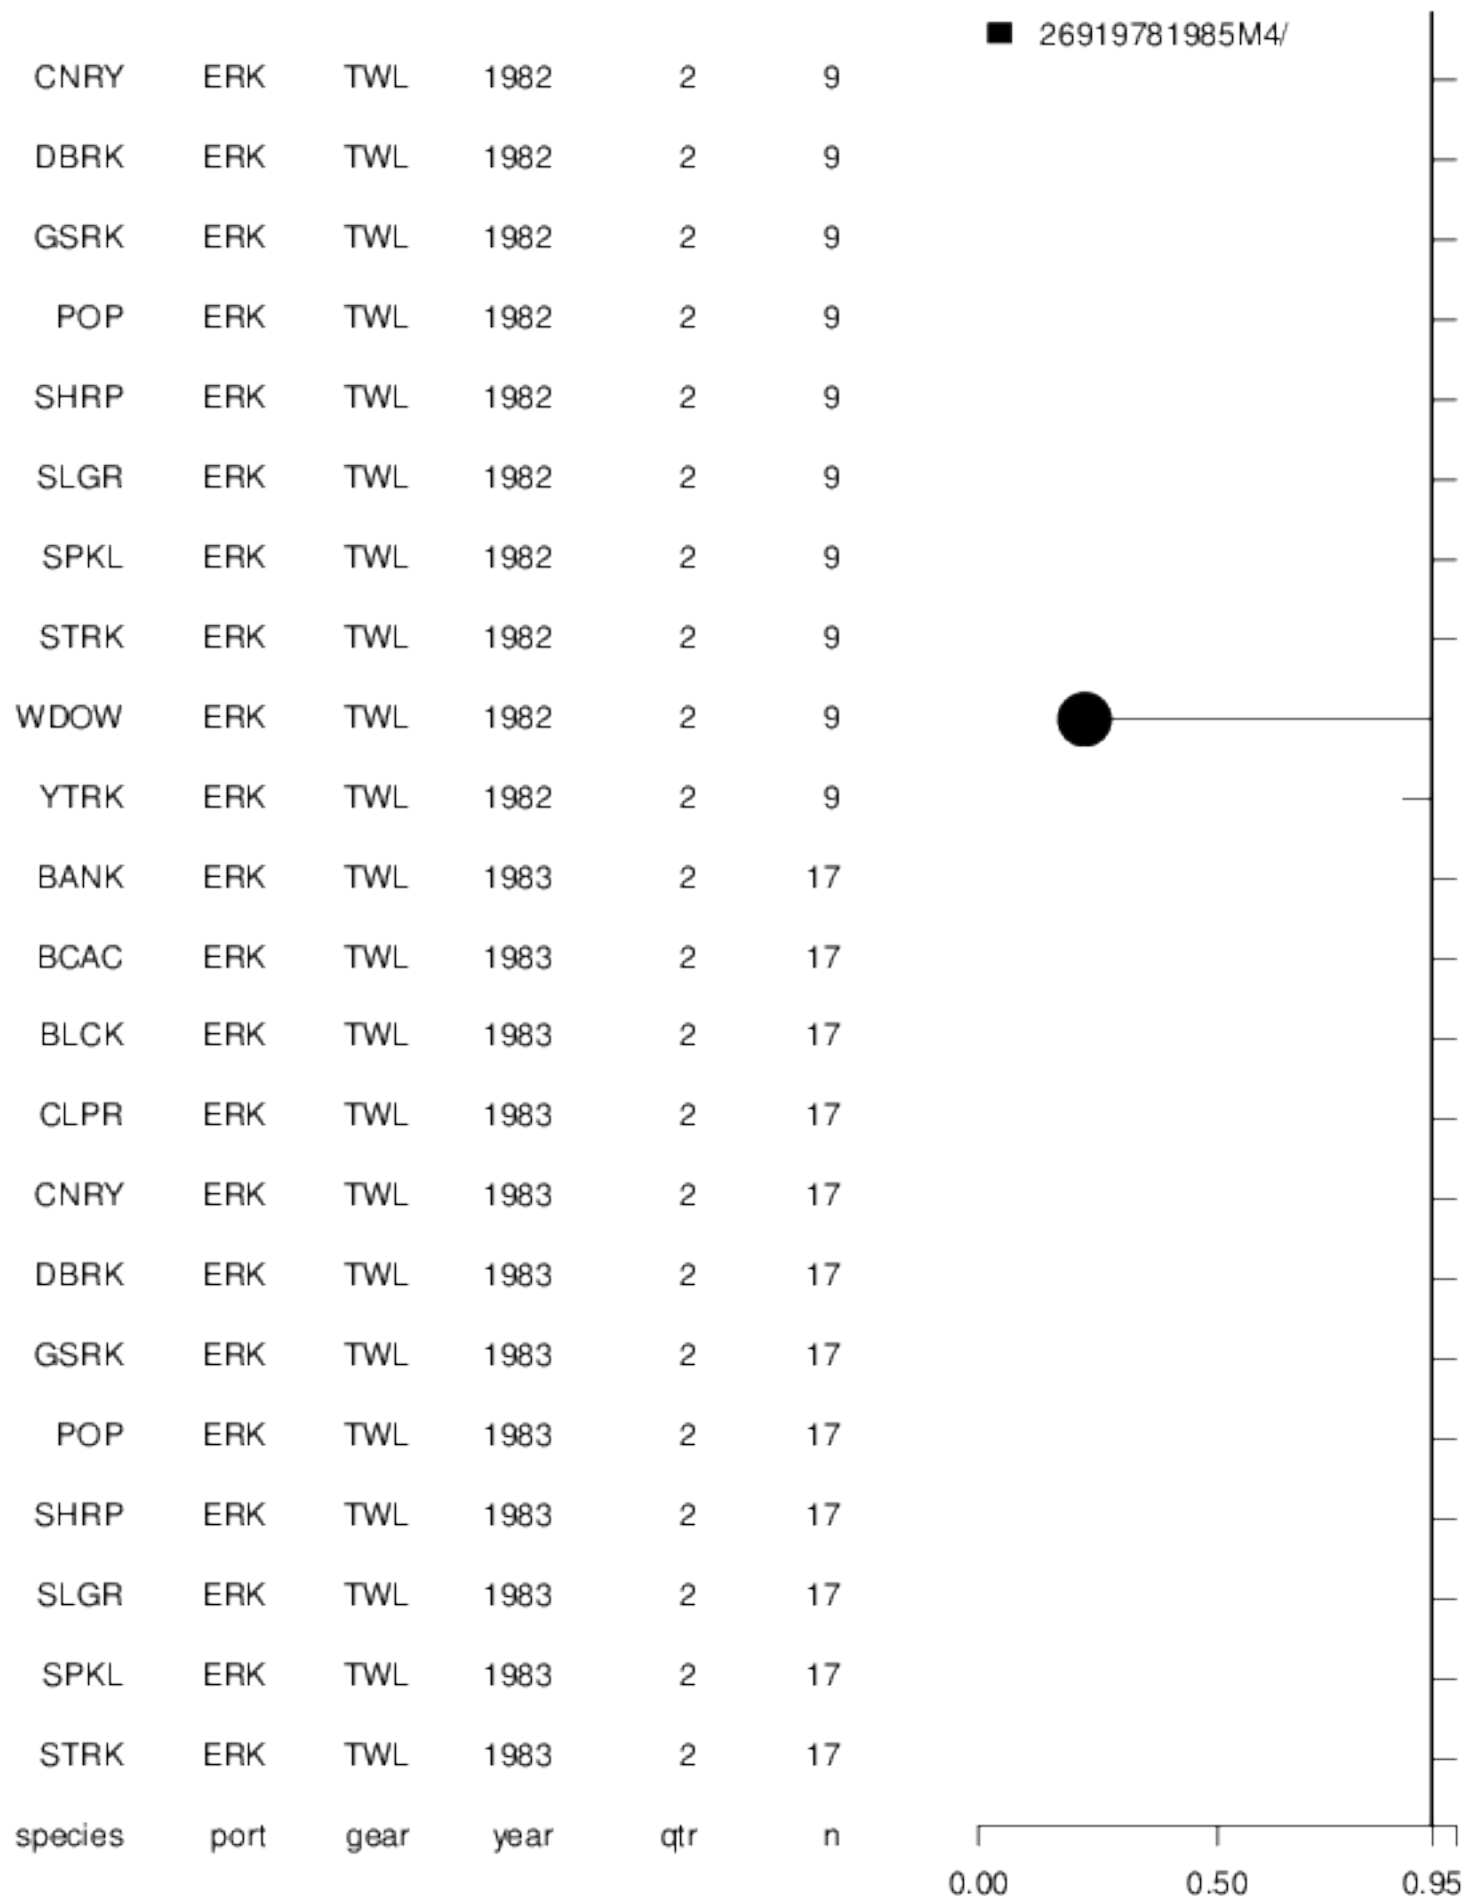 26919781985M4/
CNRY ERK TWL 1982 2 9
DBRK ERK TWL 1982 2 9
GSRK ERK TWL 1982 2 9
POP ERK TWL 1982 2 9
SHRP ERK TWL 1982 2 9
SLGR ERK TWL 1982 2 9
SPKL ERK TWL 1982 2 9
STRK ERK TWL 1982 2 9
WDOW ERK TWL 1982 2 9
YTRK ERK TWL 1982 2 9
BANK ERK TWL 1983 2 17
BCAC ERK TWL 1983 2 17
BLCK ERK TWL 1983 2 17
CLPR ERK TWL 1983 2 17
CNRY ERK TWL 1983 2 17
DBRK ERK TWL 1983 2 17
GSRK ERK TWL 1983 2 17
POP ERK TWL 1983 2 17
SHRP ERK TWL 1983 2 17
SLGR ERK TWL 1983 2 17
SPKL ERK TWL 1983 2 17
STRK ERK TWL 1983 2 17
species port gear year qtr n
0.00 0.50 0.95